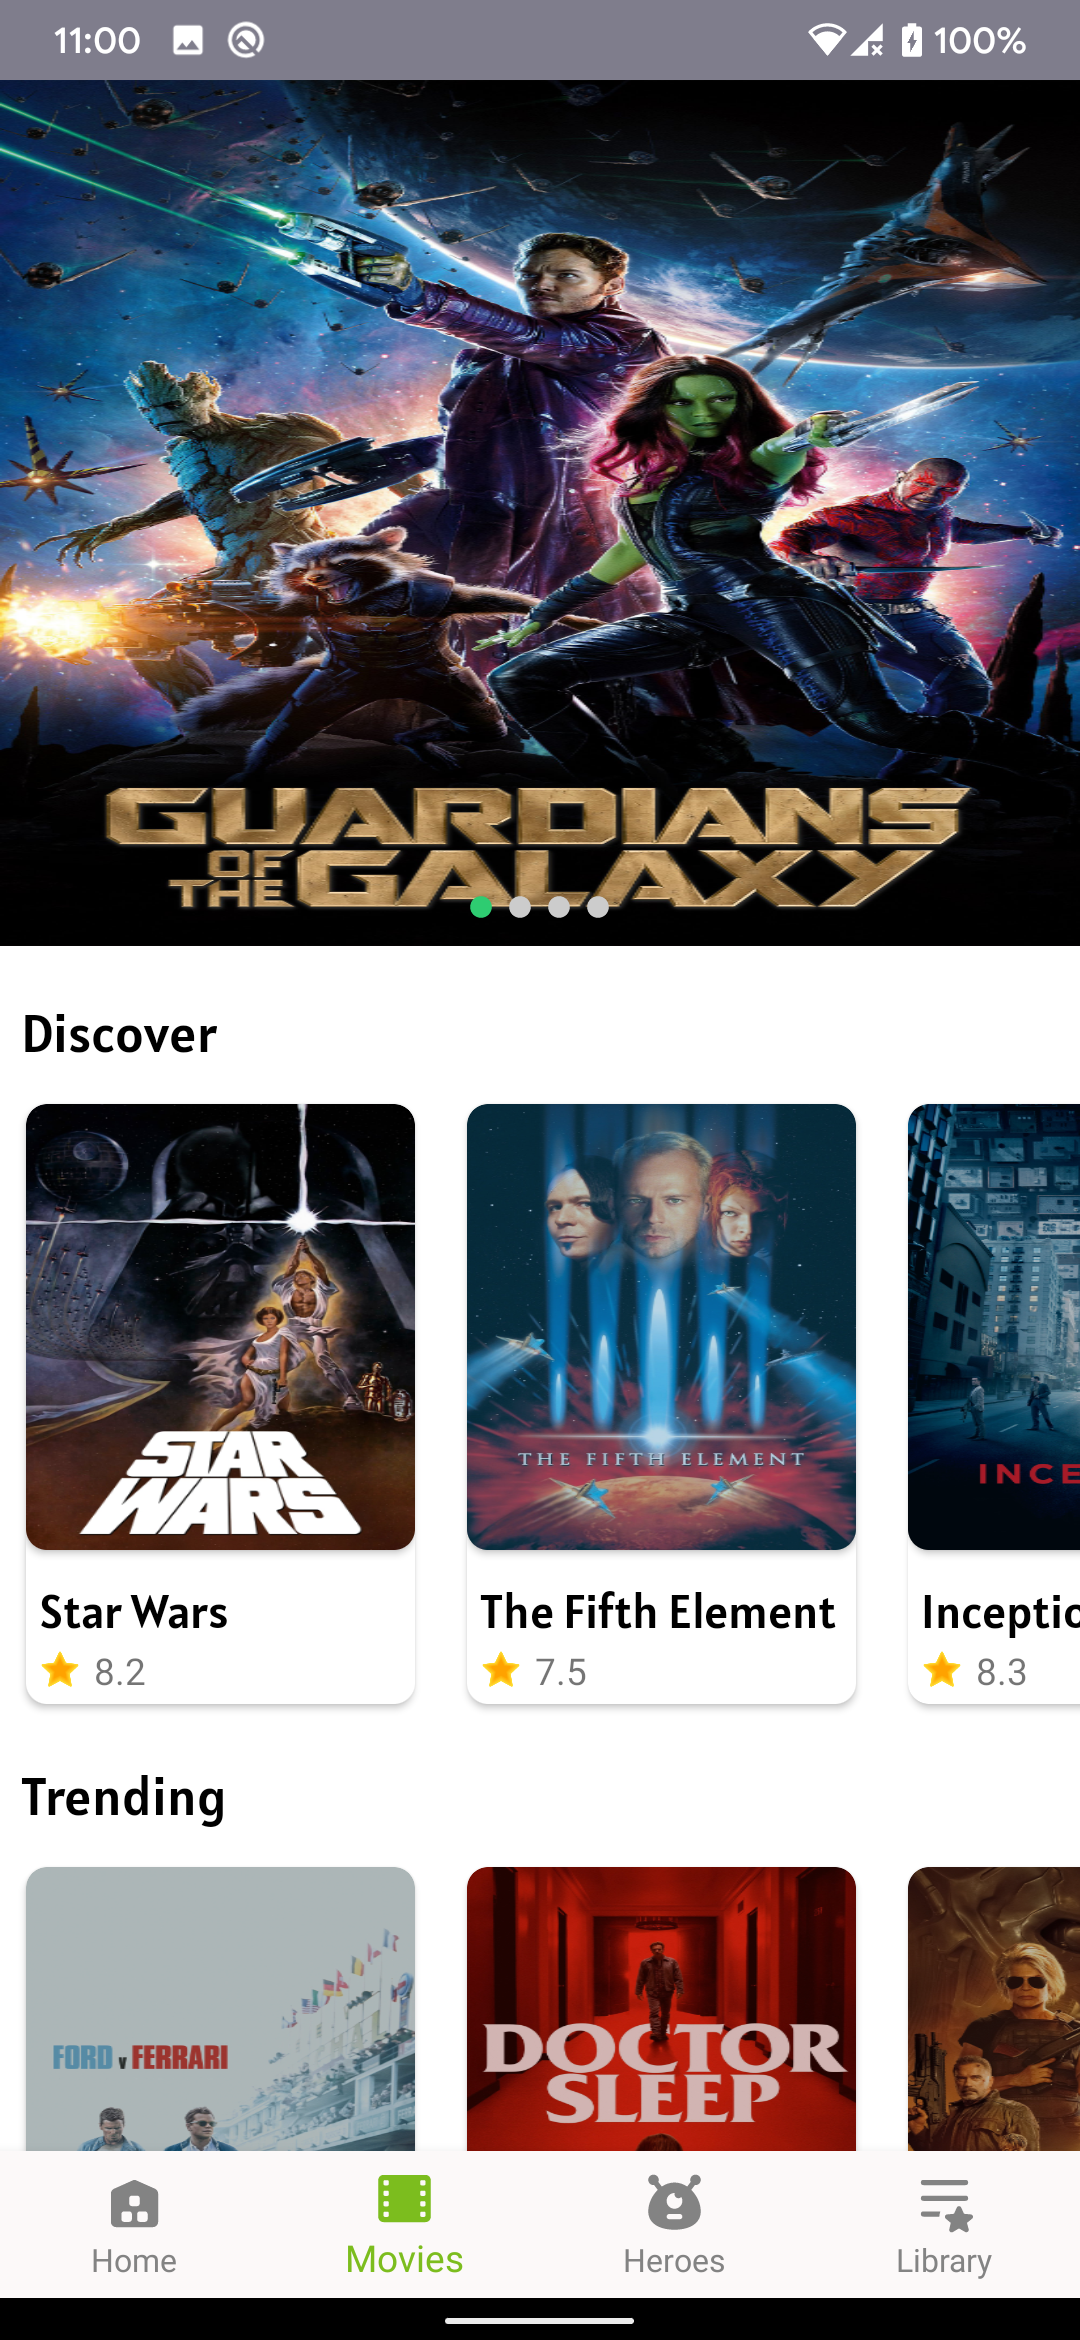 11:00
100%
GUARDIANS
OF THE GALAXY
Discover
STAR WARS
THE FIFTH ELEMENT
INCE
Star Wars
The Fifth Element
Inceptio
8.2
7.5
8.3
Trending
FORD v FERRARI
DOCTOR
SLEEP
Home
Movies
Heroes
Library